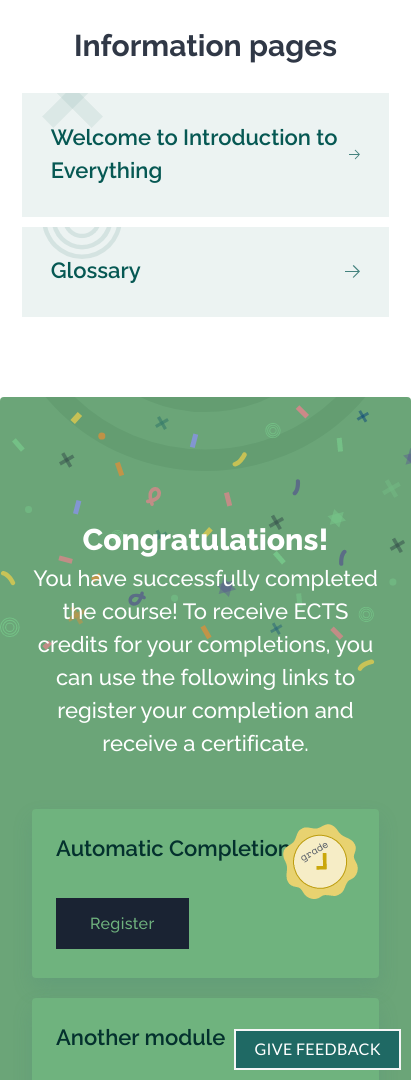 Information pages
Welcome to Introduction to
Everything
Glossary
Congratulations!
You have successfully completed
the course! To receive ECTS
credits for your completions, you
can use the following links to
register your completion and
receive a certificate.
Automatic Completion
grade
Register
Another module
GIVE FEEDBACK